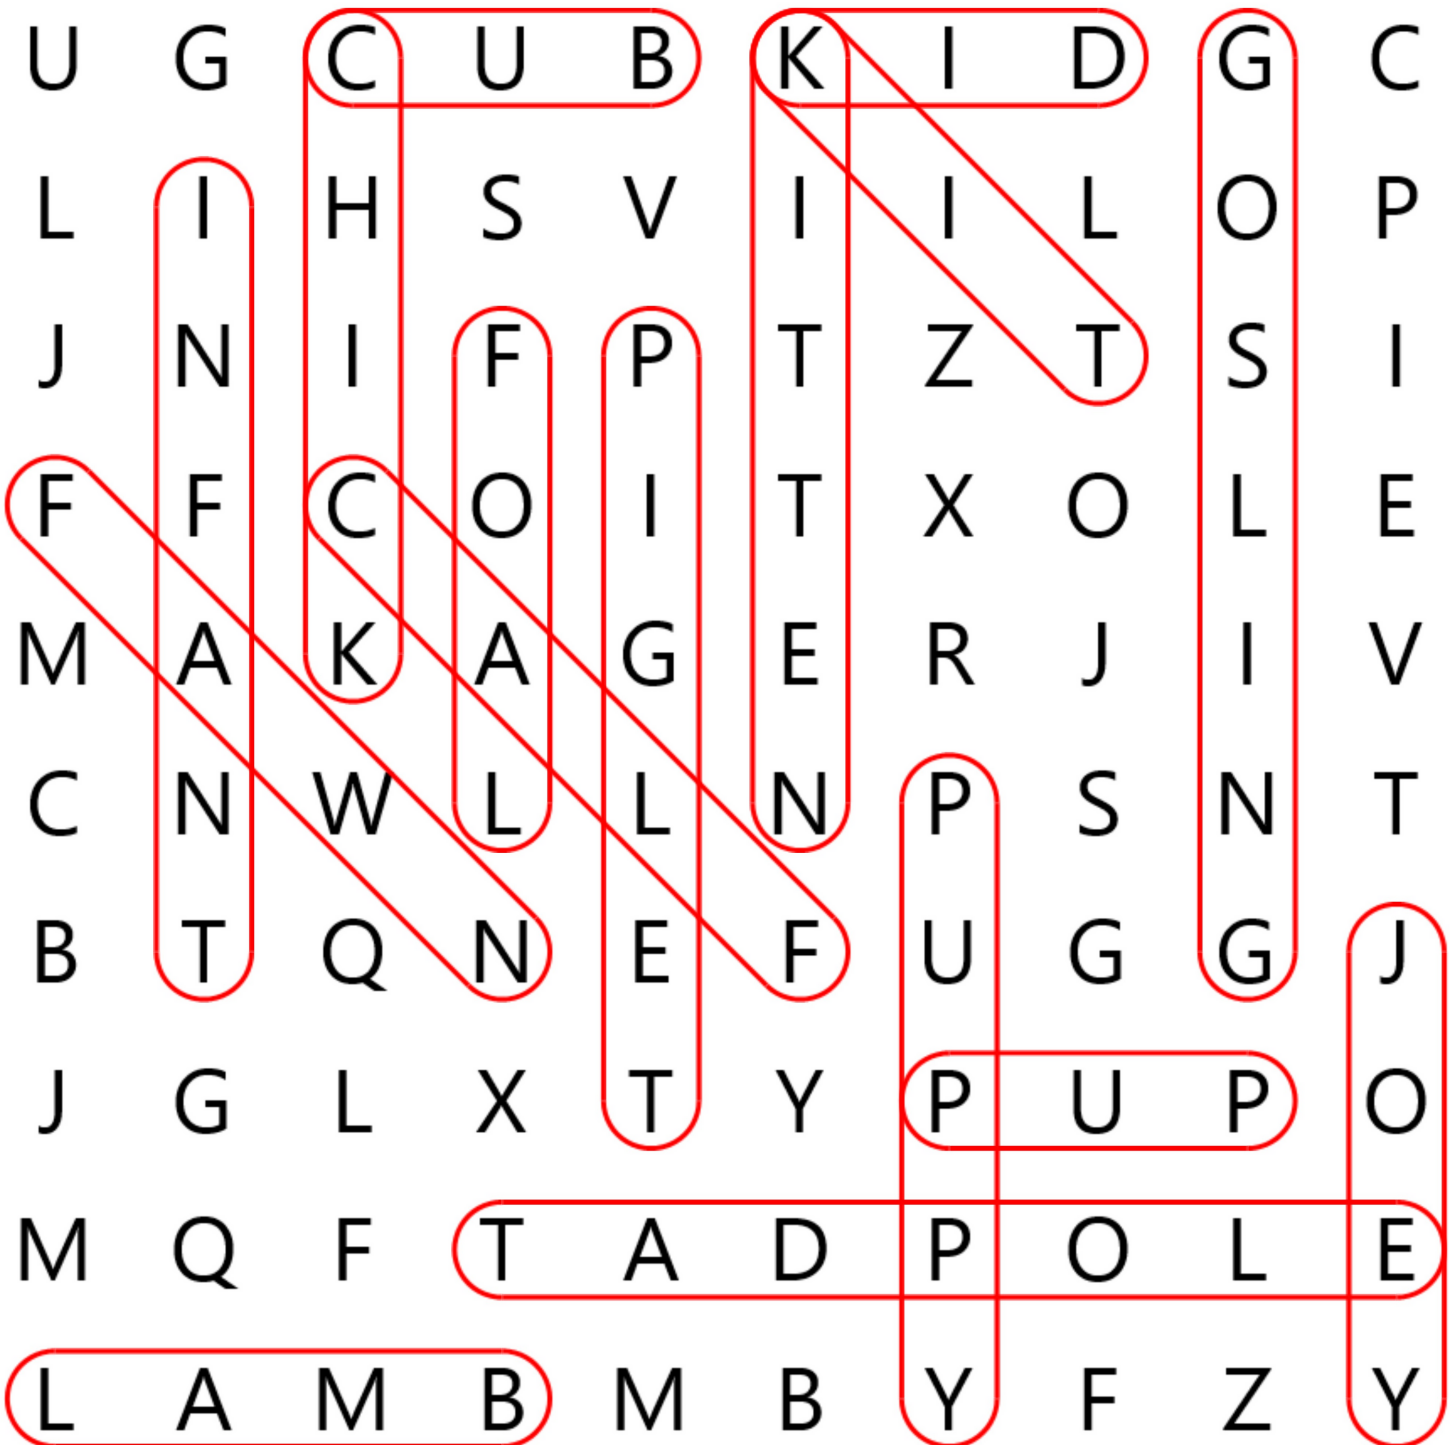 U G C U B K I D G C
L I H S V I I L O P
J N I F P T Z T S I
F F C O I T X O L E
M A K A G E R J I V
C N W L L N P S N T
B T Q N E F U G G J
J G L X T Y P U P O
M Q F T A D P O L E
L A M B M B Y F Z Y